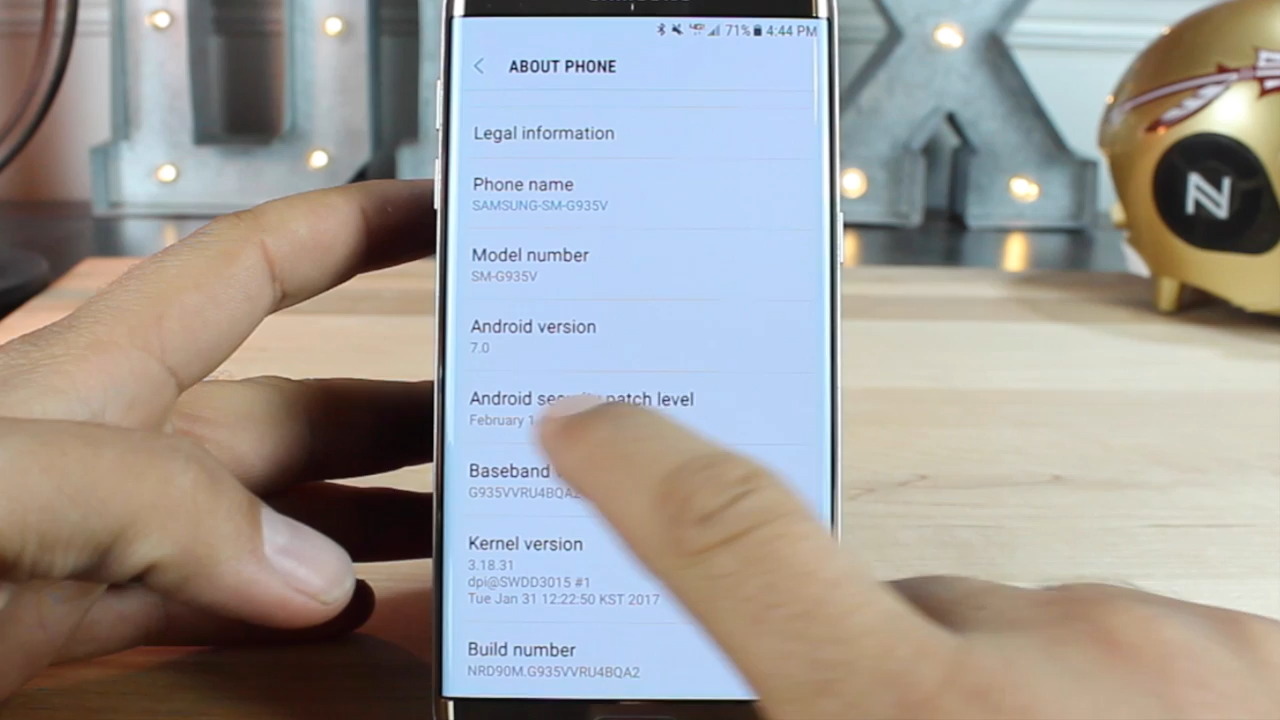 71% 4:44 PM
ABOUT PHONE
Legal information
Phone name
SAMSUNG-SM-G935V
Model number
SM-G935V
Android version
7.0
Android security patch level
February 1
Baseband
G935VVRU4BQA2
Kernel version
3.18.31
dpi@SWDD3015 #1
Tue Jan 31 12:22:50 KST 2017
Build number
NRD90M.G935VVRU4BQA2